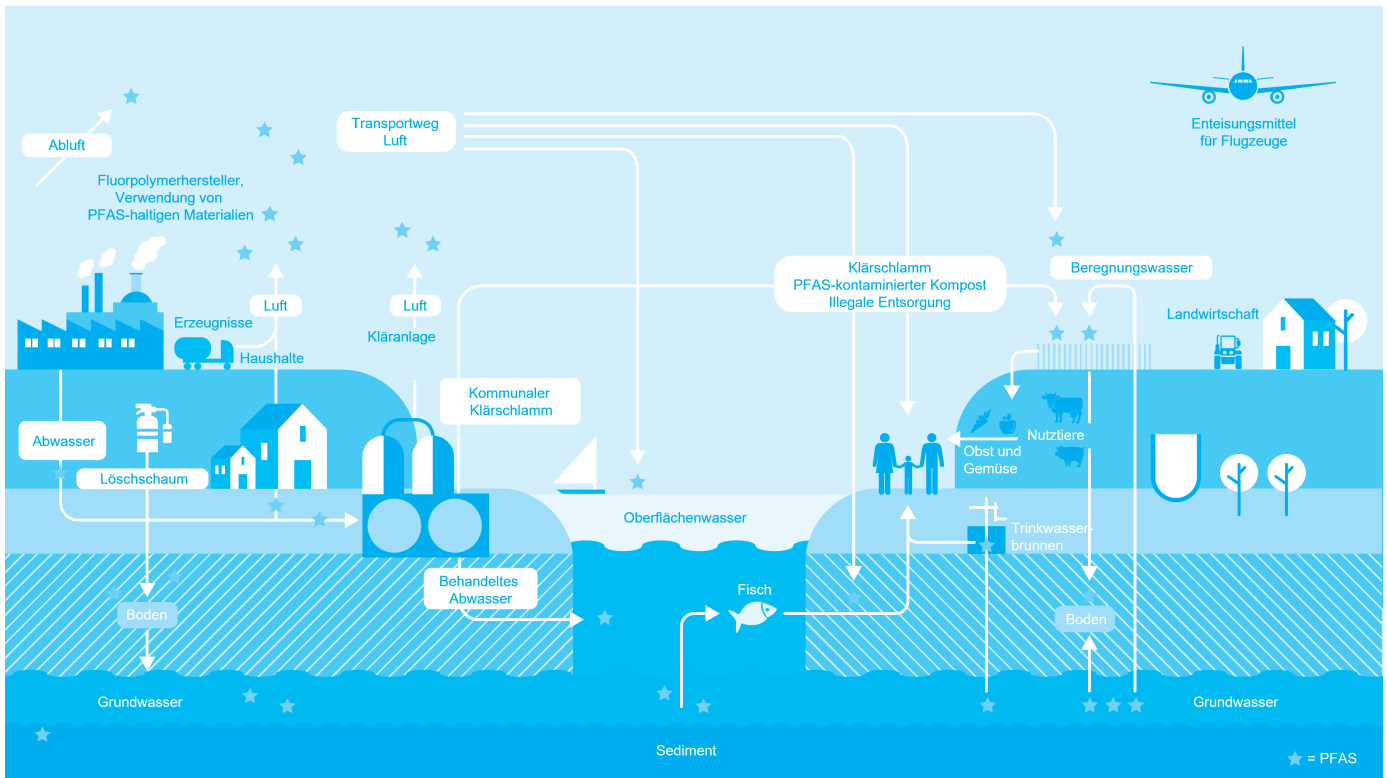 Abluft
Fluorpolymerhersteller,
Verwendung von
PFAS-haltigen Materialien
Transportweg
Luft
Enteisungsmittel
für Flugzeuge
Luft
Erzeugnisse
Haushalte
Luft
Kläranlage
Klärschlamm
PFAS-kontaminierter Kompost
Illegale Entsorgung
Beregnungswasser
Landwirtschaft
Kommunaler
Klärschlamm
Abwasser
Löschschaum
Nutztiere
Obst und
Gemüse
Oberflächenwasser
Trinkwasser-
brunnen
Behandeltes
Abwasser
Fisch
Boden
Boden
Grundwasser
Grundwasser
Sediment
= PFAS